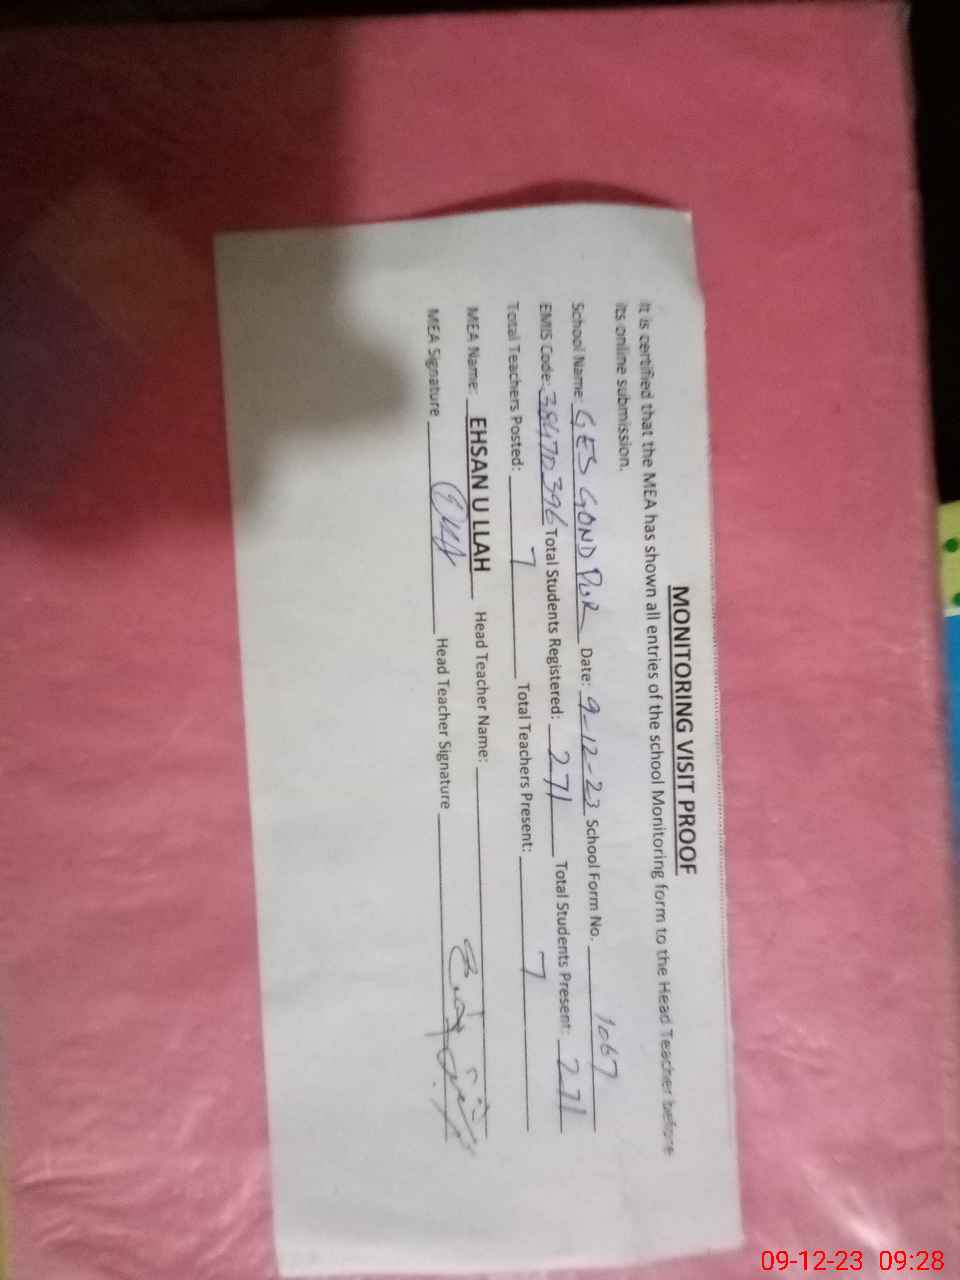 MONITORING VISIT PROOF
It is certified that the MEA has shown all entries of the school Monitoring form to the Head Teacher before
its online submission.
School Name: GES GONDPUR Date: 9-12-23 School Form No. 1067
EMIS Code: Total Students Registered: 271 Total Students Present: 271
Total Teachers Posted: 7 Total Teachers Present: 7
MEA Name: EHSAN U LLAH Head Teacher Name:
MEA Signature Head Teacher Signature
09-12-23 09:28